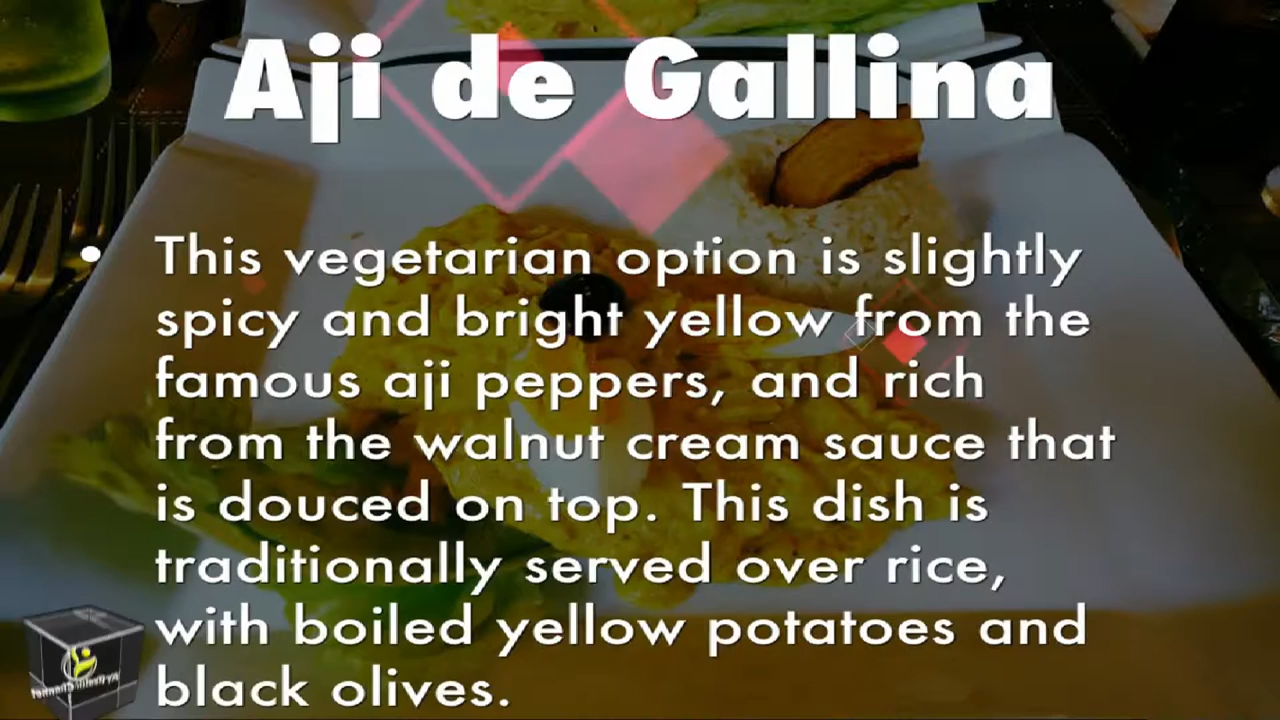 Aji de Gallina
• This vegetarian option is slightly
spicy and bright yellow from the
famous aji peppers, and rich
from the walnut cream sauce that
is douced on top. This dish is
traditionally served over rice,
with boiled yellow potatoes and
black olives.